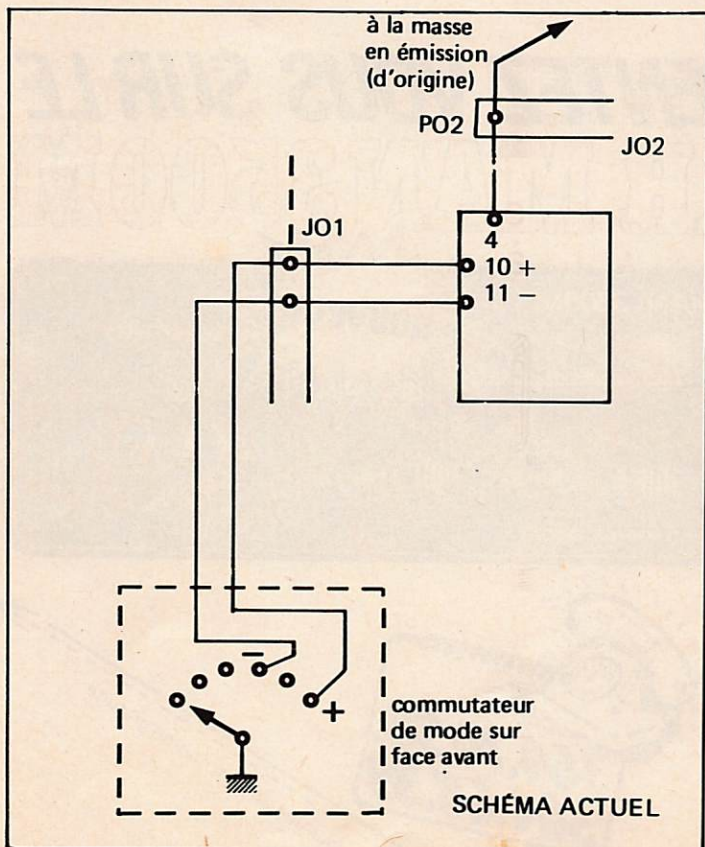 à la masse
en émission
(d'origine)
PO2
JO2
JO1
4
10 +
11 –
–
+
commutateur
de mode sur
face avant
SCHÉMA ACTUEL